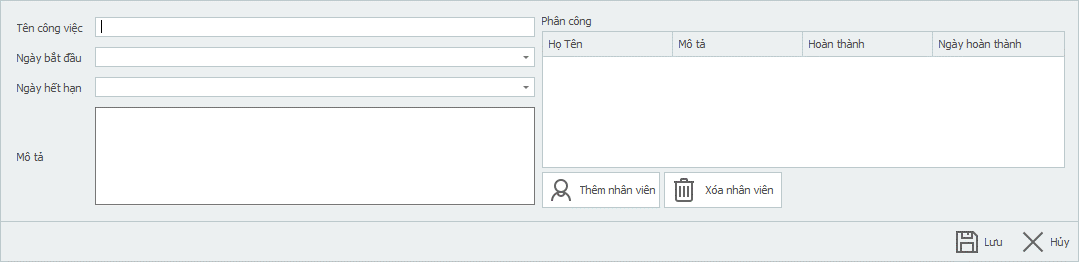 Tên công việc
Ngày bắt đầu
Ngày hết hạn
Mô tả
Phân công
Họ Tên Mô tả Hoàn thành Ngày hoàn thành
Thêm nhân viên Xóa nhân viên
Lưu Hủy